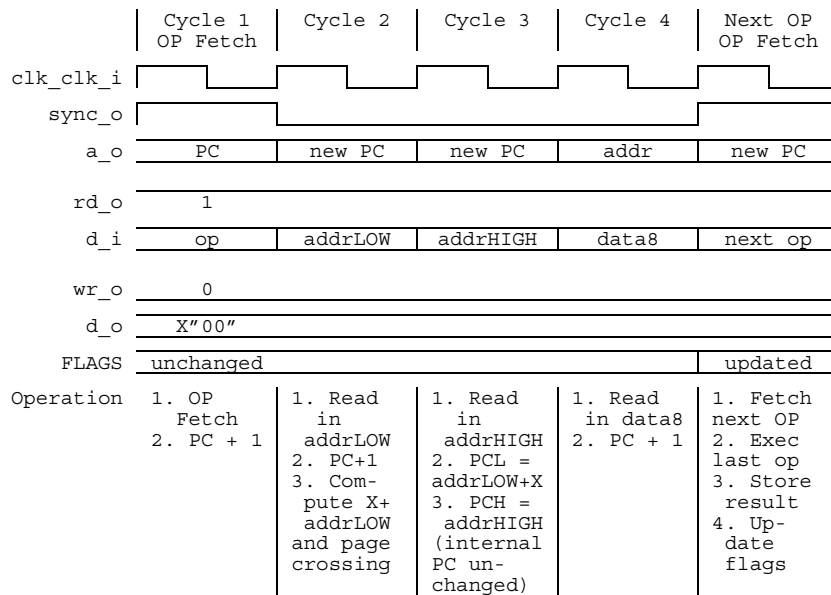 Cycle 1 Cycle 2 Cycle 3 Cycle 4 Next OP
OP Fetch OP Fetch
clk_clk_i
sync_o
a_o PC new PC new PC addr new PC
rd_o 1
d_i op addrLOW addrHIGH data8 next op
wr_o 0
d_o X"00"
FLAGS unchanged updated
Operation
1. OP
Fetch
2. PC + 1
1. Read
in
addrLOW
2. PC+1
3. Com-
pute X+
addrLOW
and page
crossing
1. Read
in
addrHIGH
2. PCL =
addrLOW+X
3. PCH =
addrHIGH
(internal
PC un-
changed)
1. Read
in data8
2. PC + 1
1. Fetch
next OP
2. Exec
last op
3. Store
result
4. Up-
date
flags